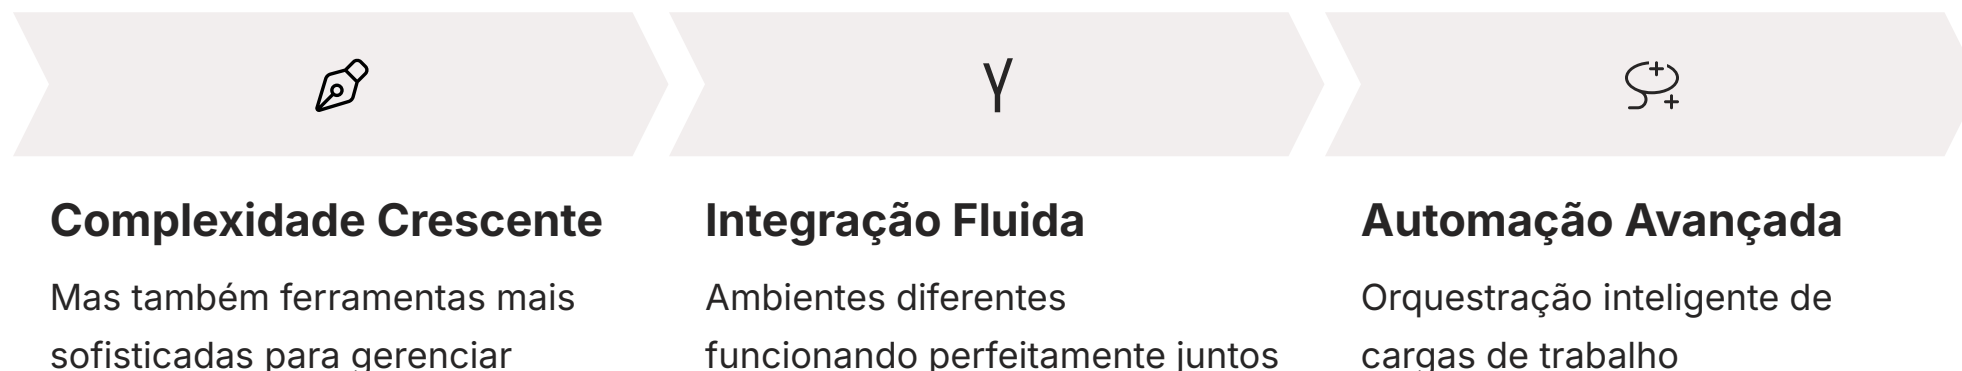 Complexidade Crescente
Mas também ferramentas mais
sofisticadas para gerenciar
Integração Fluida
Ambientes diferentes
funcionando perfeitamente juntos
Automação Avançada
Orquestração inteligente de
cargas de trabalho